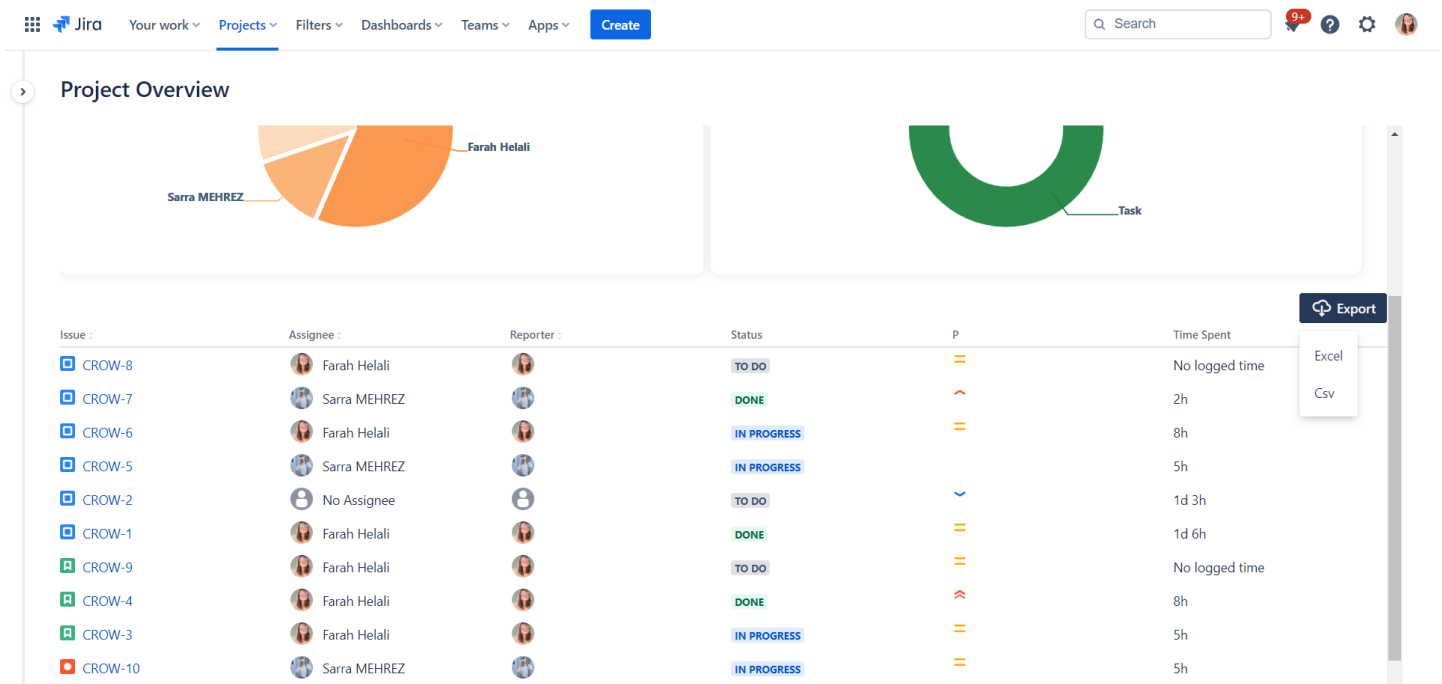 Jira Your work Projects Filters Dashboards Teams Apps Create Search 9+
Project Overview
Farah Helali
Sarra MEHREZ
Task
Export
Issue Assignee Reporter Status P Time Spent
Excel
Csv
CROW-8 Farah Helali TO DO No logged time
CROW-7 Sarra MEHREZ DONE 2h
CROW-6 Farah Helali IN PROGRESS 8h
CROW-5 Sarra MEHREZ IN PROGRESS 5h
CROW-2 No Assignee TO DO 1d 3h
CROW-1 Farah Helali DONE 1d 6h
CROW-9 Farah Helali TO DO No logged time
CROW-4 Farah Helali DONE 8h
CROW-3 Farah Helali IN PROGRESS 5h
CROW-10 Sarra MEHREZ IN PROGRESS 5h